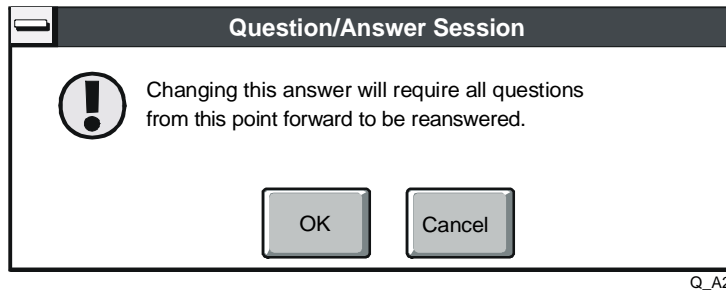 Question/Answer Session
Changing this answer will require all questions
from this point forward to be reanswered.
OK Cancel
Q_A2